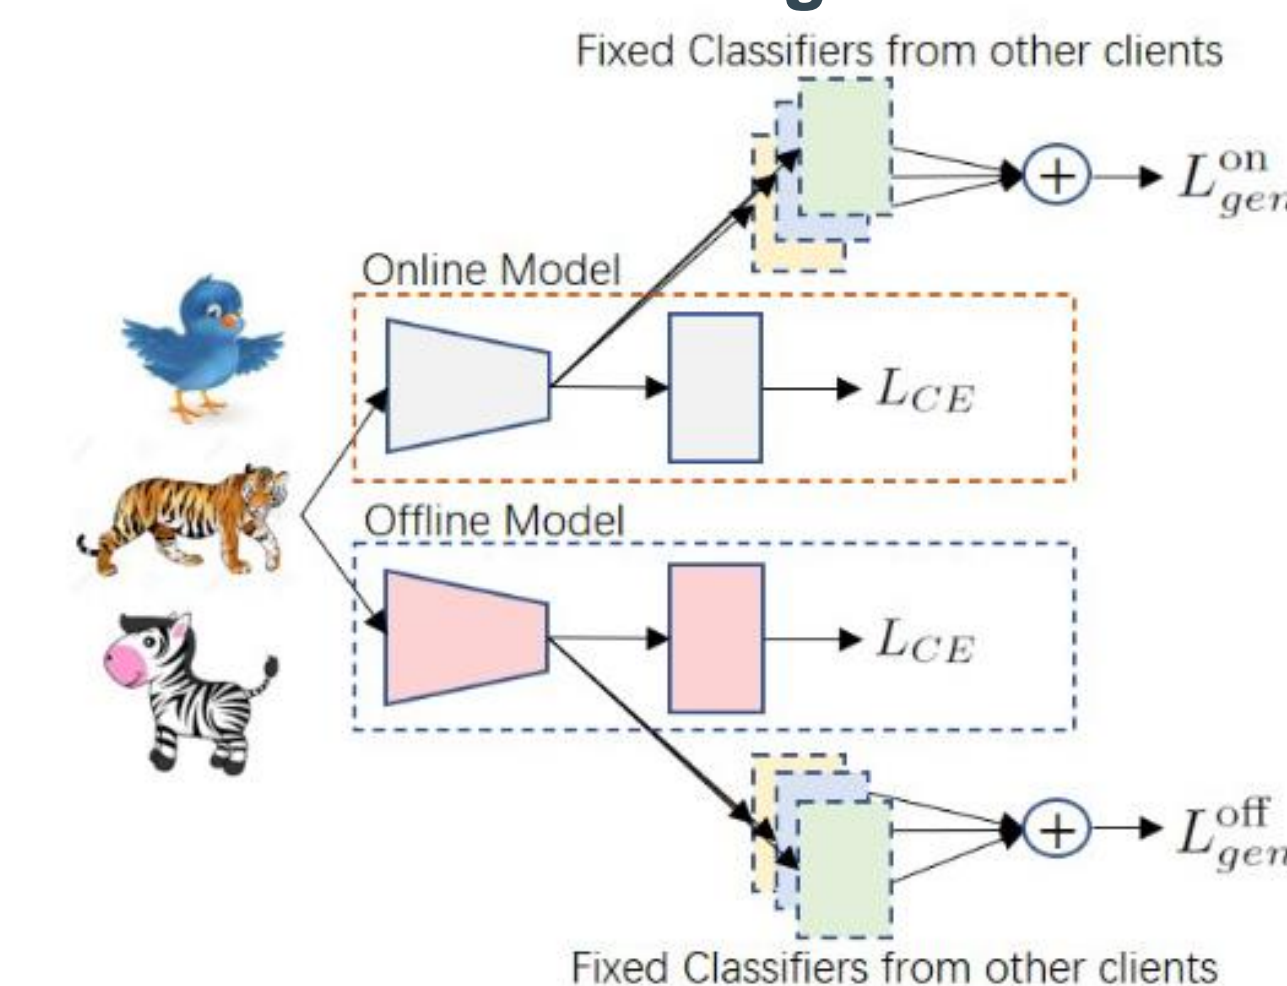 Fixed Classifiers from other clients
+ L^on_gen
Online Model
L_CE
Offline Model
L_CE
+ L^off_gen
Fixed Classifiers from other clients